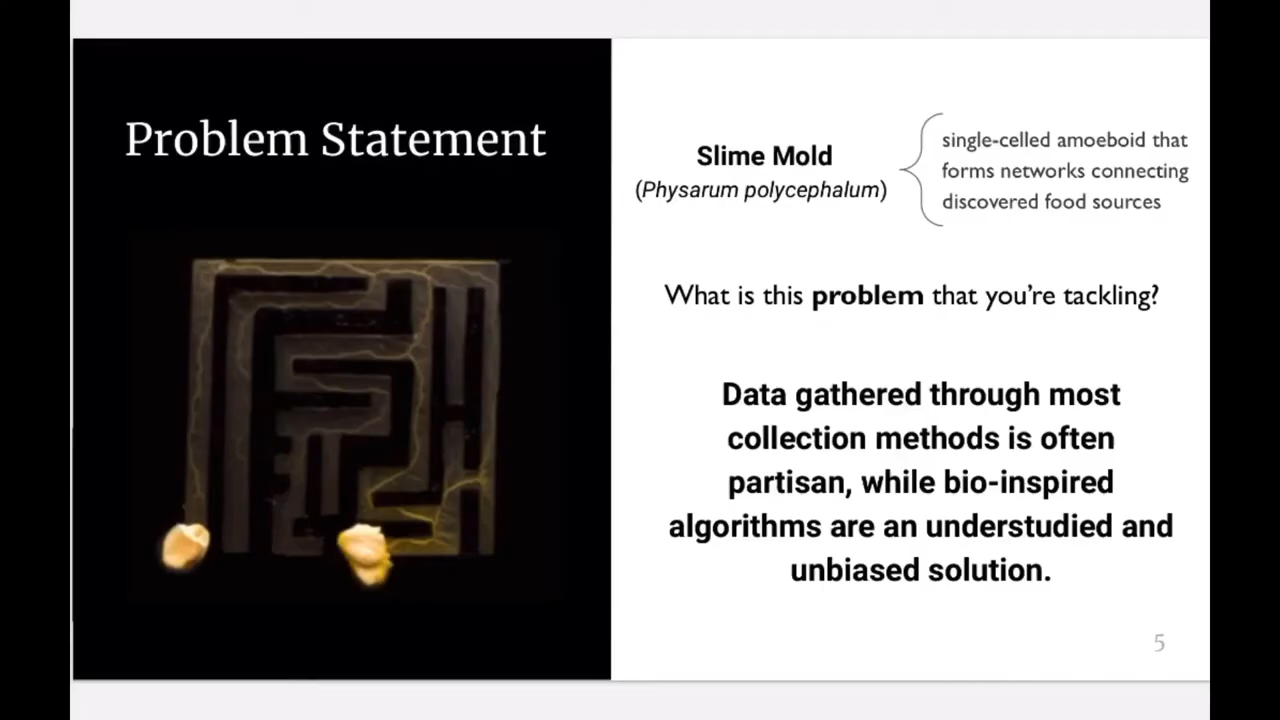 Problem Statement
Slime Mold
(Physarum polycephalum)
single-celled amoeboid that
forms networks connecting
discovered food sources
What is this problem that you're tackling?
Data gathered through most
collection methods is often
partisan, while bio-inspired
algorithms are an understudied and
unbiased solution.
5